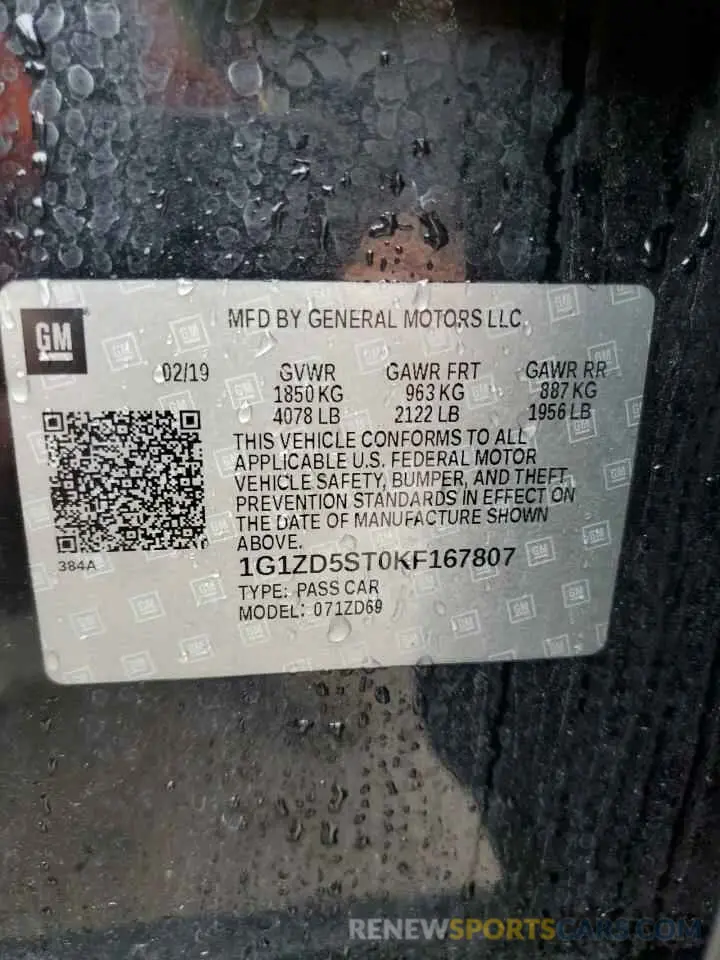 GM
MFD BY GENERAL MOTORS LLC
02/19 GVWR GAWR FRT GAWR RR
1850 KG 963 KG 887 KG
4078 LB 2122 LB 1956 LB
THIS VEHICLE CONFORMS TO ALL
APPLICABLE U.S. FEDERAL MOTOR
VEHICLE SAFETY, BUMPER, AND THEFT
PREVENTION STANDARDS IN EFFECT ON
THE DATE OF MANUFACTURE SHOWN
ABOVE.
384A
1G1ZD5ST0KF167807
TYPE: PASS CAR
MODEL: 071ZD69
RENEWSPORTSCARS.COM